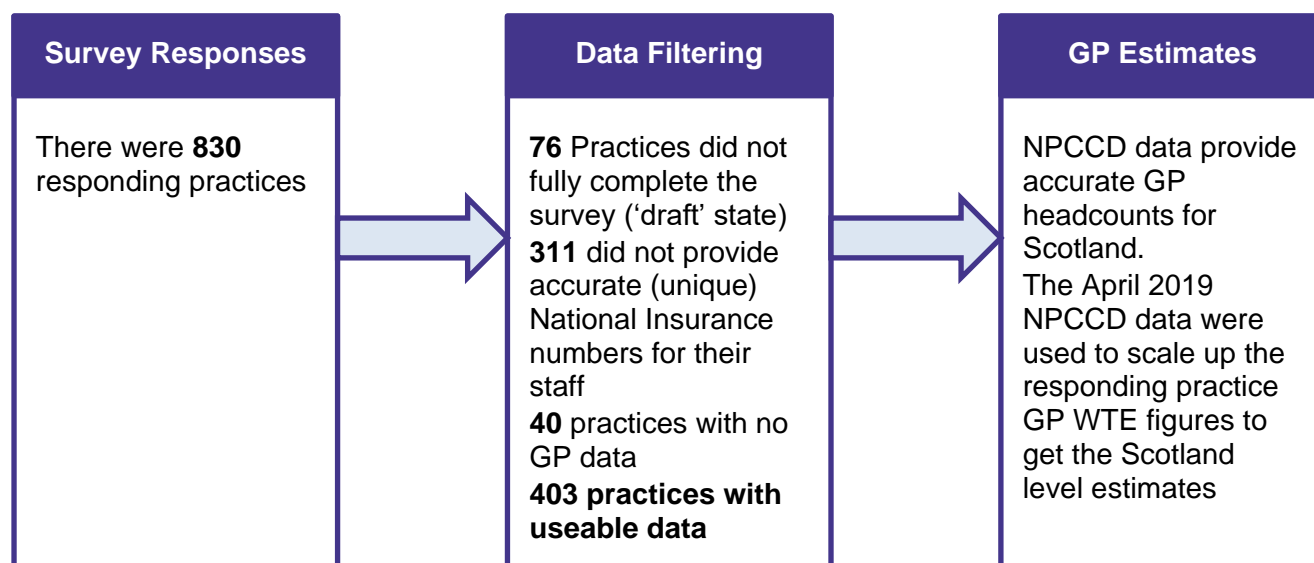 Survey Responses
There were 830
responding practices
Data Filtering
76 Practices did not
fully complete the
survey (‘draft’ state)
311 did not provide
accurate (unique)
National Insurance
numbers for their
staff
40 practices with no
GP data
403 practices with
useable data
GP Estimates
NPCCD data provide
accurate GP
headcounts for
Scotland.
The April 2019
NPCCD data were
used to scale up the
responding practice
GP WTE figures to
get the Scotland
level estimates